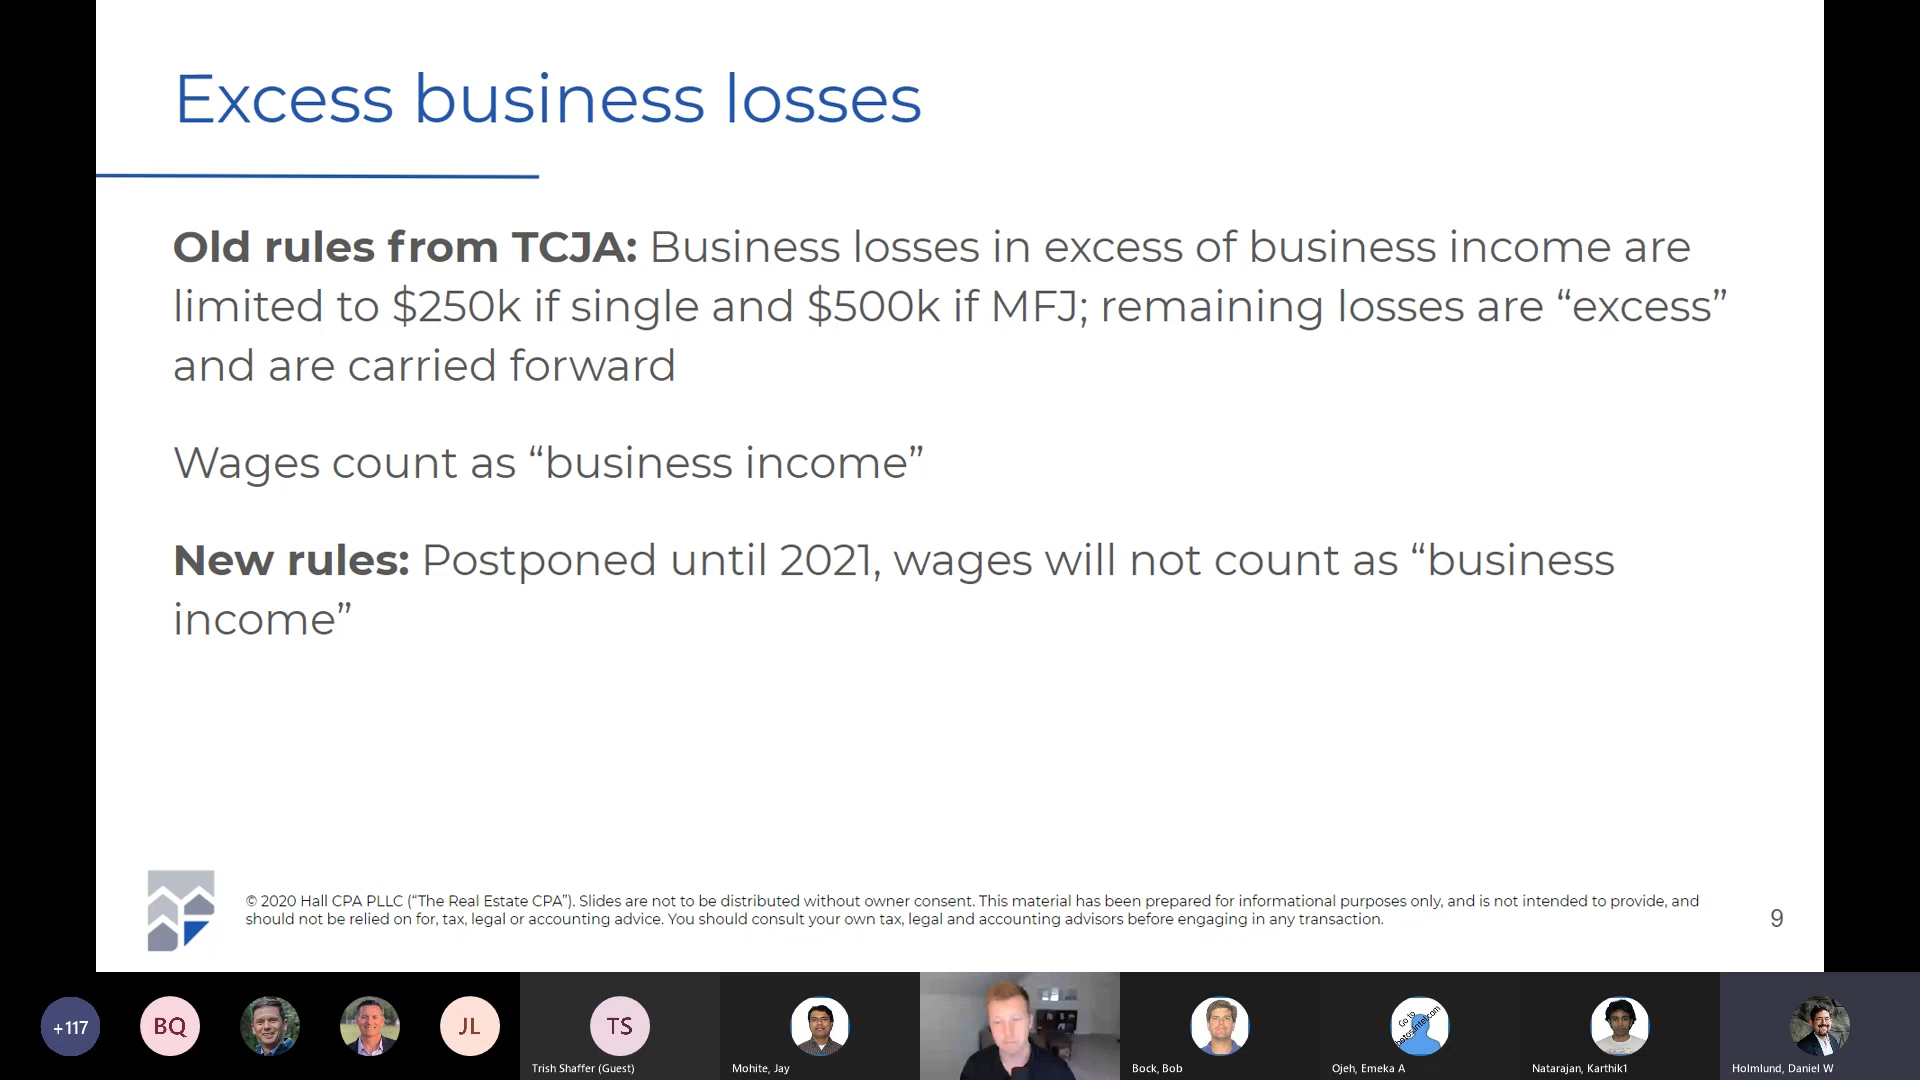 Excess business losses
Old rules from TCJA: Business losses in excess of business income are
limited to $250k if single and $500k if MFJ; remaining losses are “excess”
and are carried forward
Wages count as “business income”
New rules: Postponed until 2021, wages will not count as “business
income”
© 2020 Hall CPA PLLC (“The Real Estate CPA”). Slides are not to be distributed without owner consent. This material has been prepared for informational purposes only, and is not intended to provide, and
should not be relied on for, tax, legal or accounting advice. You should consult your own tax, legal and accounting advisors before engaging in any transaction.
9
+117
BQ
JL
TS
Trish Shaffer (Guest)
Mohite, Jay
Bock, Bob
Go to
Ojeh, Emeka A
Natarajan, Karthik1
Holmlund, Daniel W